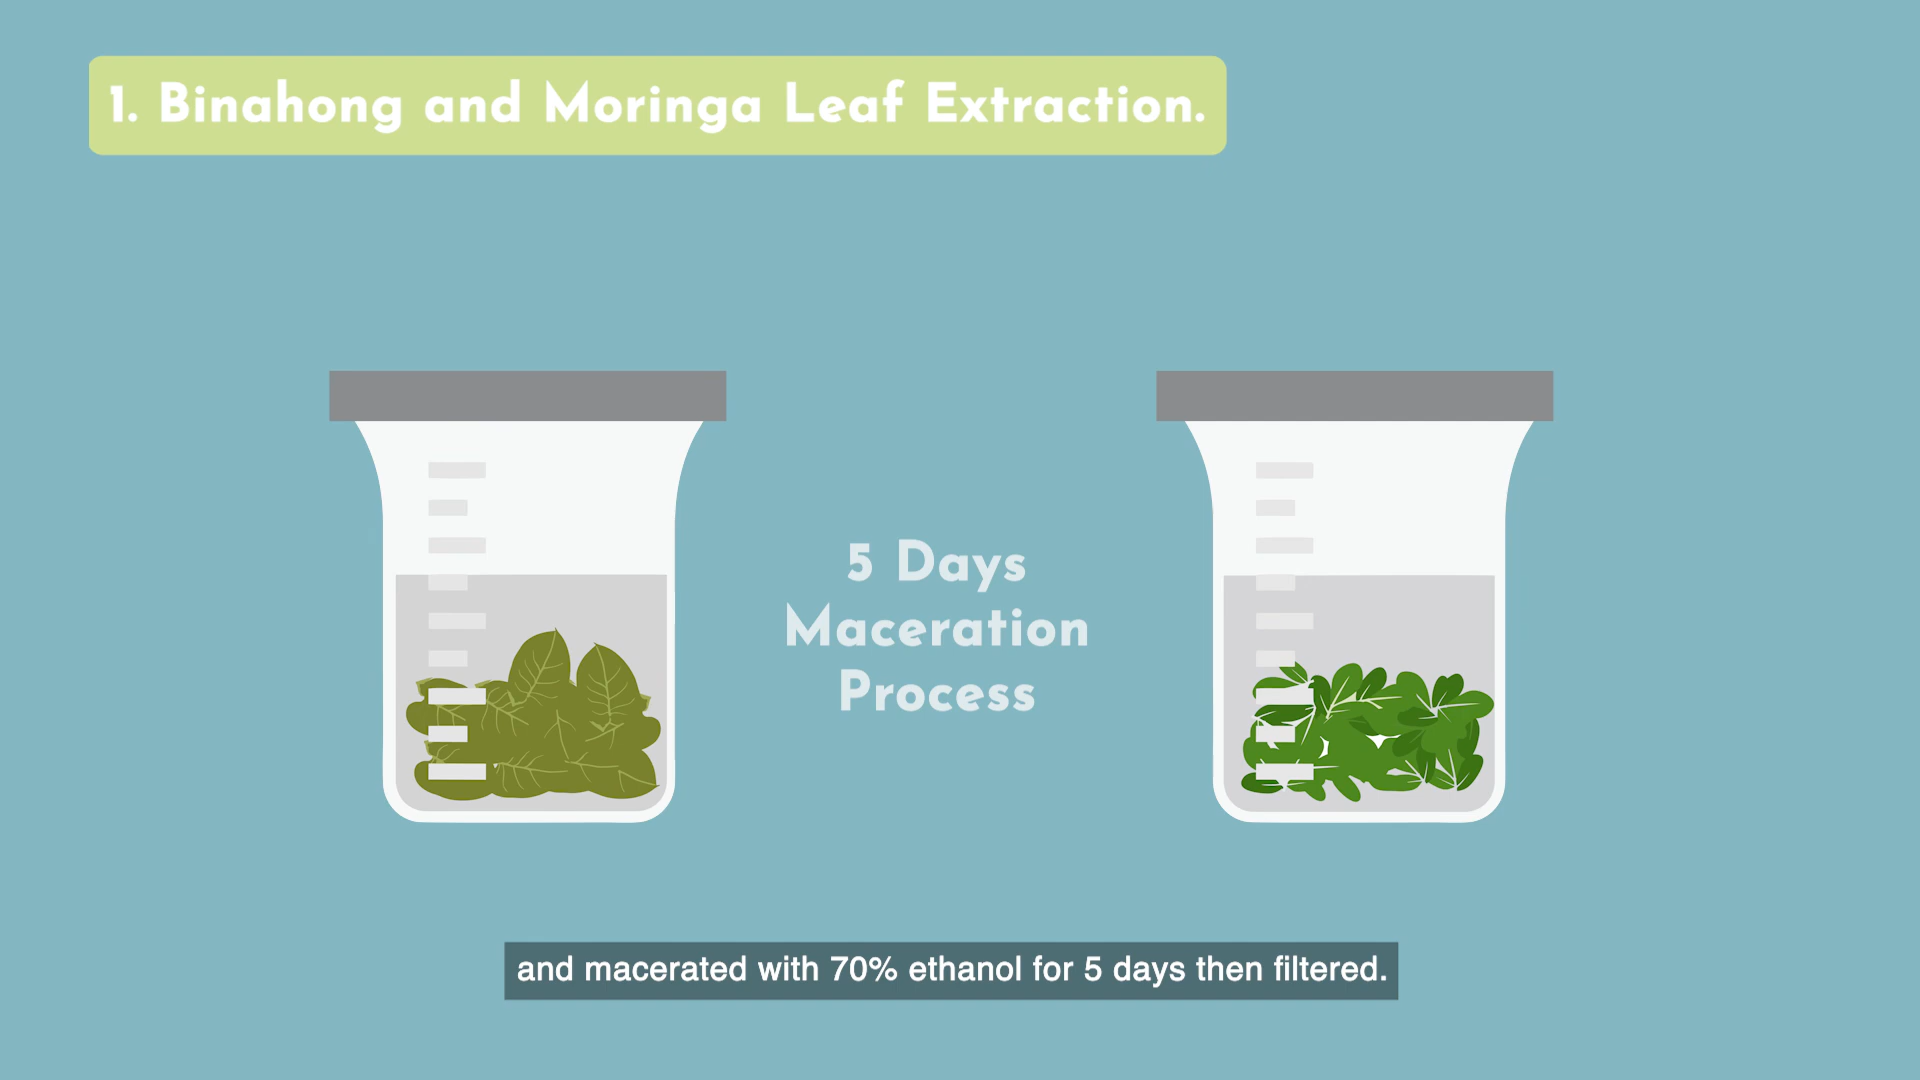 1. Binahong and Moringa Leaf Extraction.
5 Days
Maceration
Process
and macerated with 70% ethanol for 5 days then filtered.